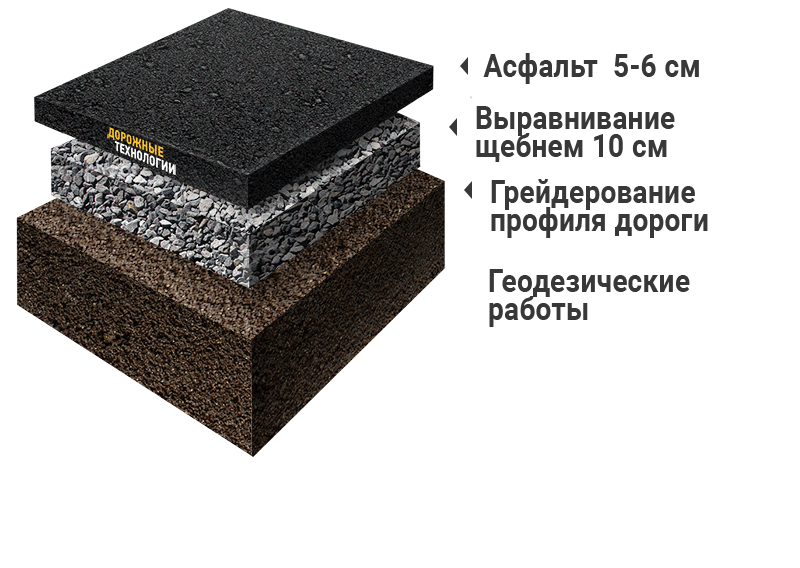 Асфальт 5-6 см
Выравнивание
щебнем 10 см
ДОРОЖНЫЕ
ТЕХНОЛОГИИ
Грейдерование
профиля дороги
Геодезические
работы